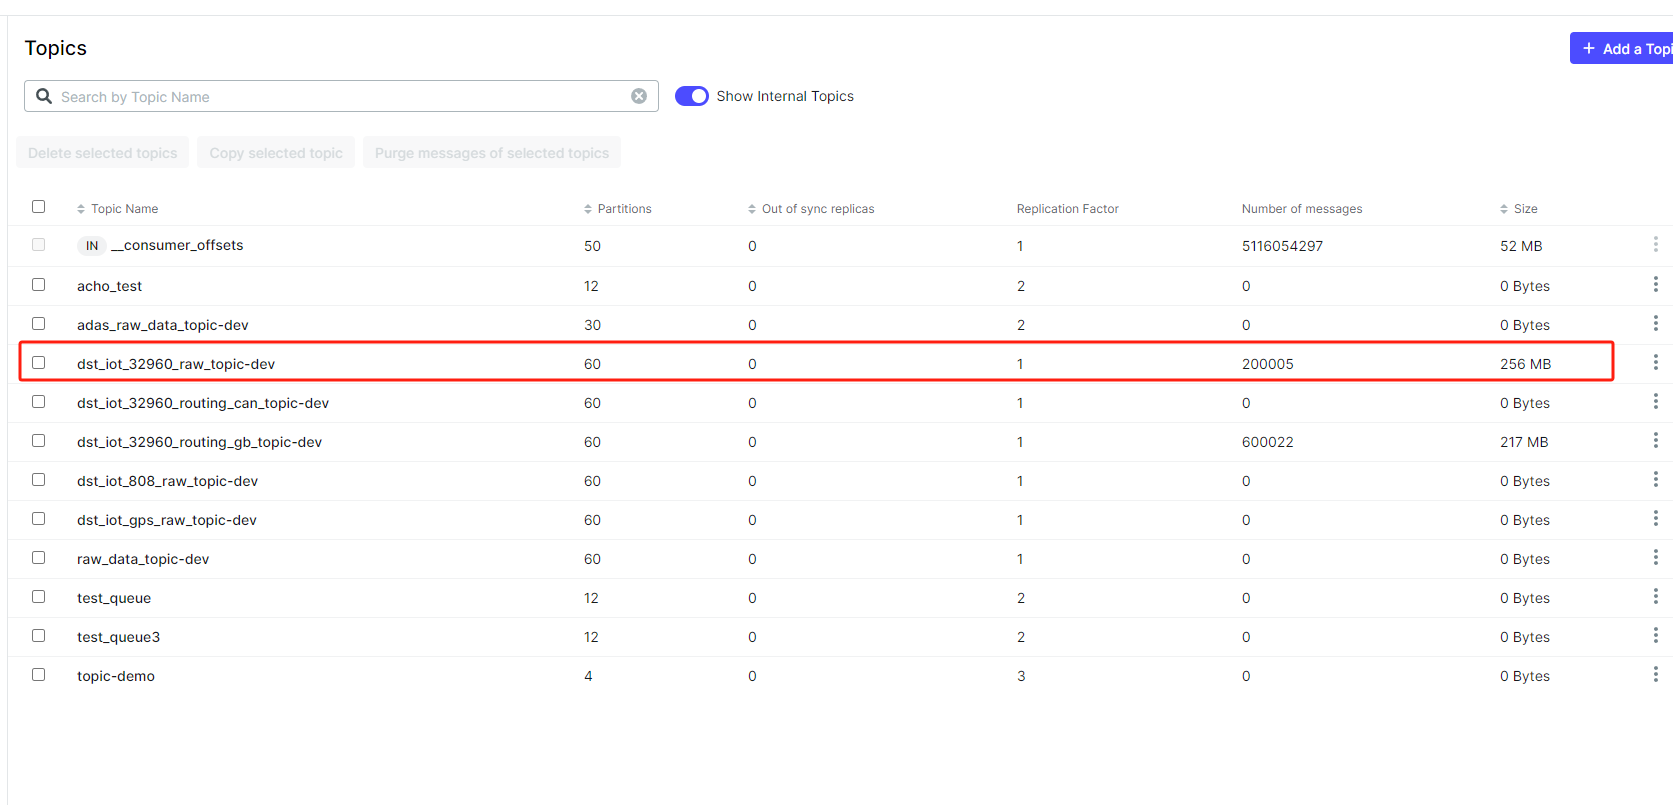 Topics
+ Add a Topi
Search by Topic Name
Show Internal Topics
Delete selected topics Copy selected topic Purge messages of selected topics
Topic Name Partitions Out of sync replicas Replication Factor Number of messages Size
IN __consumer_offsets 50 0 1 5116054297 52 MB
acho_test 12 0 2 0 0 Bytes
adas_raw_data_topic-dev 30 0 2 0 0 Bytes
dst_iot_32960_raw_topic-dev 60 0 1 200005 256 MB
dst_iot_32960_routing_can_topic-dev 60 0 1 0 0 Bytes
dst_iot_32960_routing_gb_topic-dev 60 0 1 600022 217 MB
dst_iot_808_raw_topic-dev 60 0 1 0 0 Bytes
dst_iot_gps_raw_topic-dev 60 0 1 0 0 Bytes
raw_data_topic-dev 60 0 1 0 0 Bytes
test_queue 12 0 2 0 0 Bytes
test_queue3 12 0 2 0 0 Bytes
topic-demo 4 0 3 0 0 Bytes